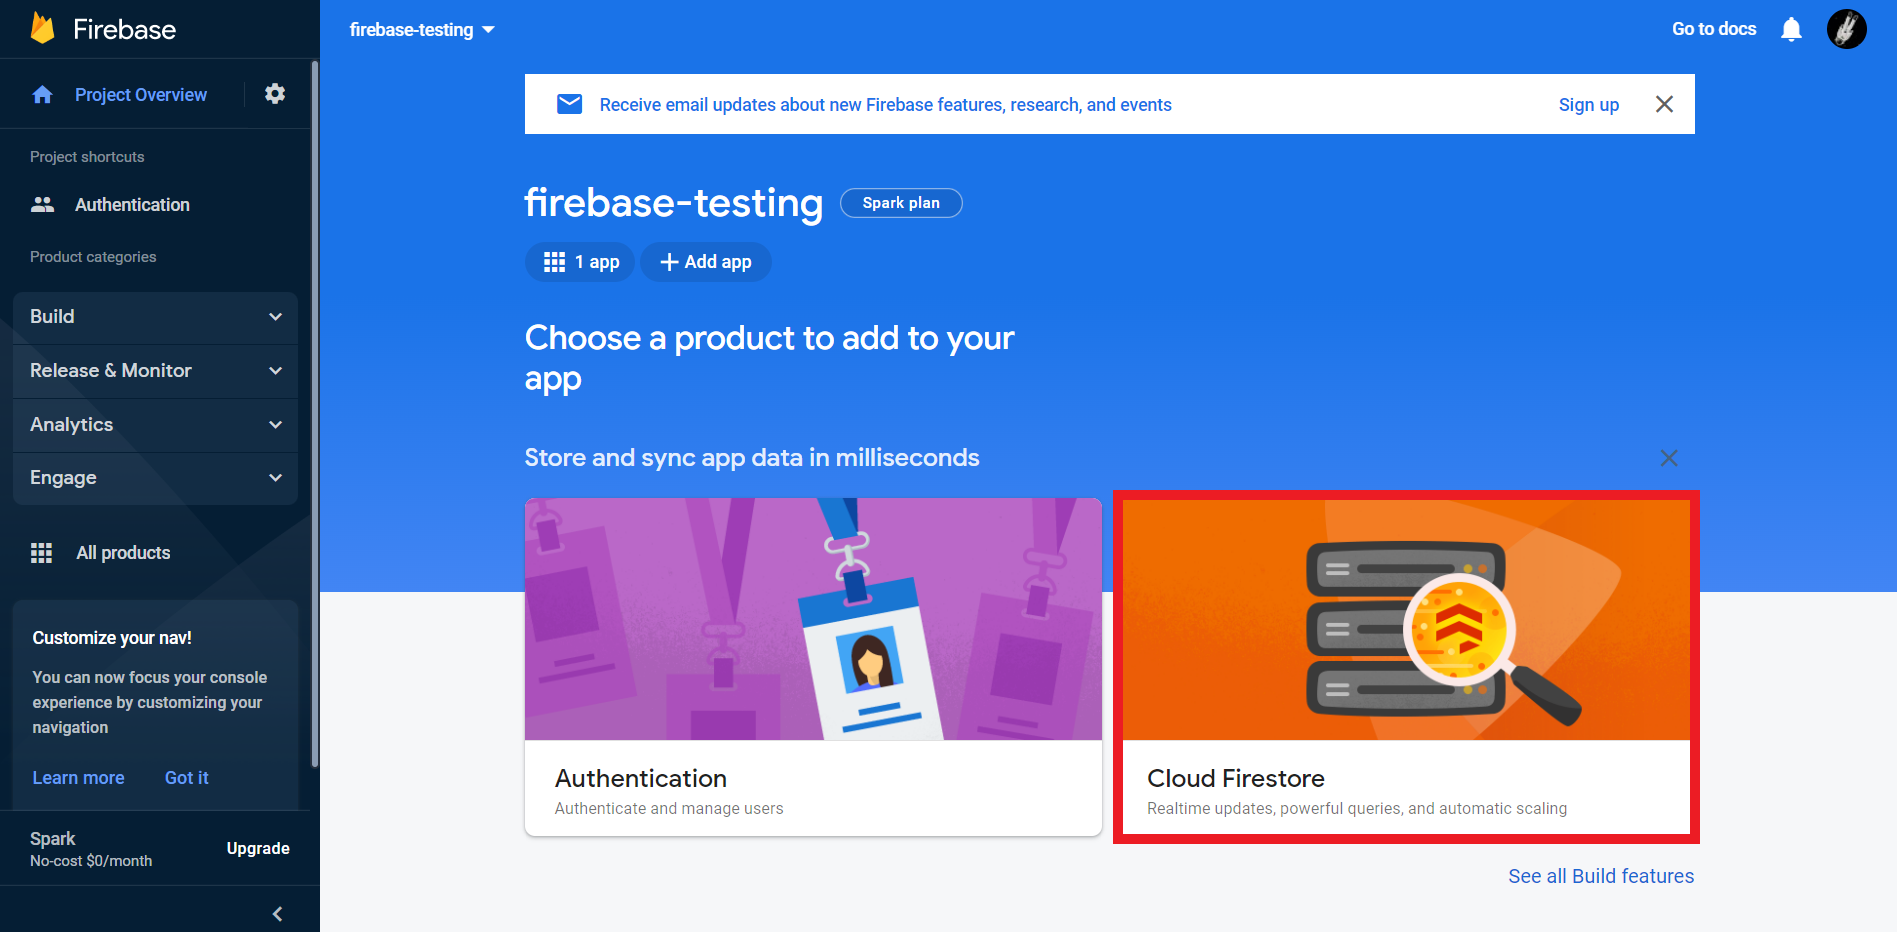 Firebase
Project Overview
Project shortcuts
Authentication
Product categories
Build
Release & Monitor
Analytics
Engage
All products
Customize your nav!
You can now focus your console
experience by customizing your
navigation
Learn more Got it
Spark
No-cost $0/month
Upgrade
firebase-testing
Go to docs
Receive email updates about new Firebase features, research, and events
Sign up
firebase-testing
Spark plan
1 app
Add app
Choose a product to add to your
app
Store and sync app data in milliseconds
Authentication
Authenticate and manage users
Cloud Firestore
Realtime updates, powerful queries, and automatic scaling
See all Build features